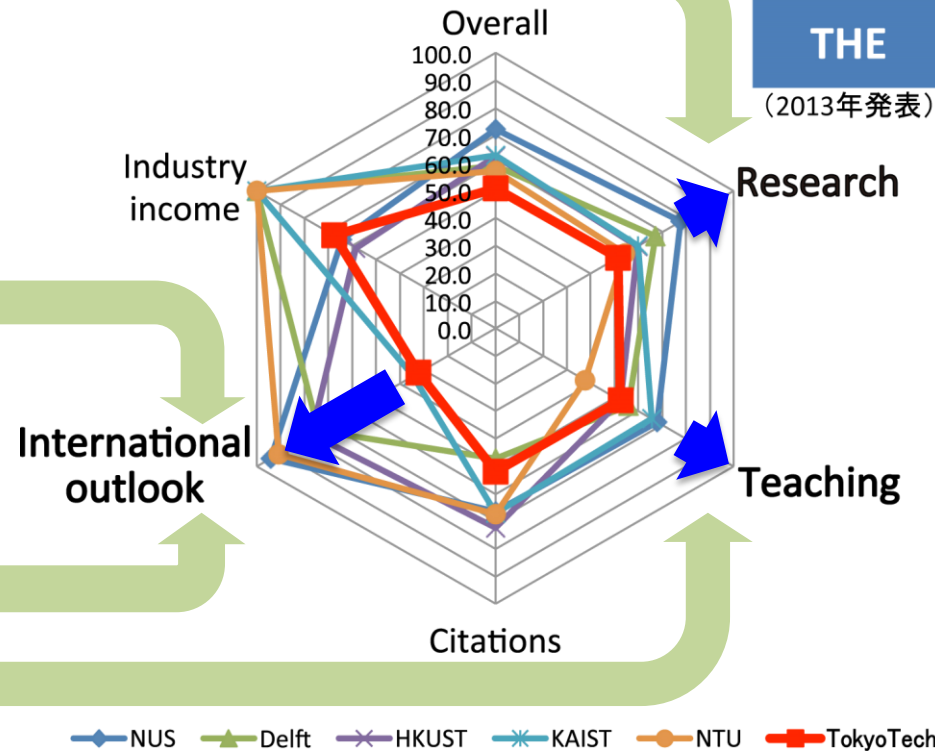 Overall
THE
（2013年発表）
100.0
90.0
80.0
70.0
60.0
50.0
40.0
30.0
20.0
10.0
0.0
Industry
income
Research
International
outlook
Teaching
Citations
NUS Delft HKUST KAIST NTU TokyoTech